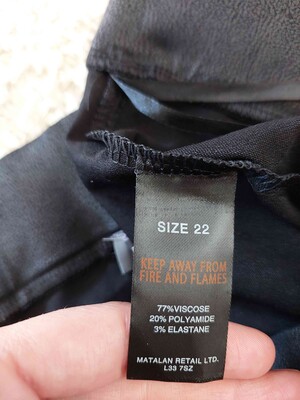 SIZE 22
KEEP AWAY FROM
FIRE AND FLAMES
77%VISCOSE
20% POLYAMIDE
3% ELASTANE
MATALAN RETAIL LTD.
L33 7SZ